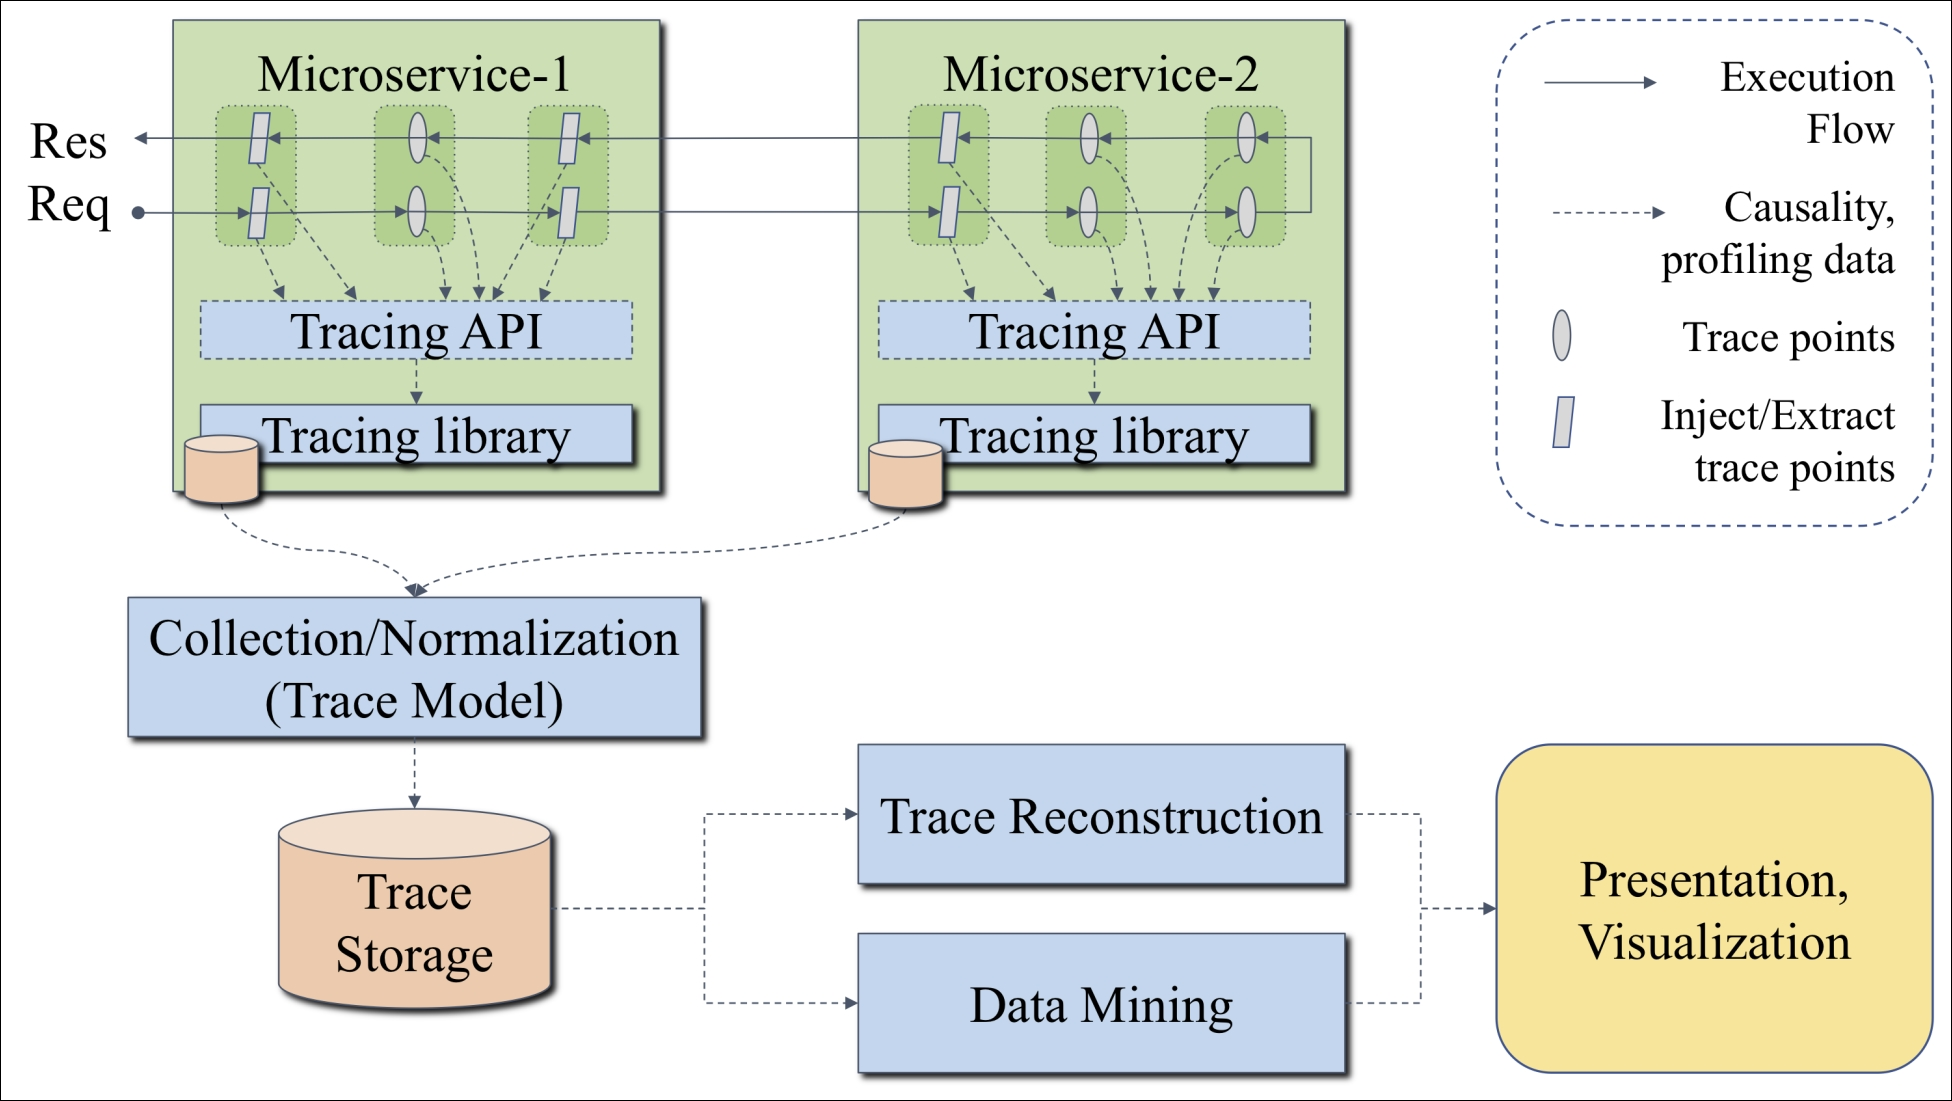 Microservice-1
Microservice-2
Res
Req
Tracing API
Tracing API
Tracing library
Tracing library
Execution
Flow
Causality,
profiling data
Trace points
Inject/Extract
trace points
Collection/Normalization
(Trace Model)
Trace
Storage
Trace Reconstruction
Data Mining
Presentation,
Visualization